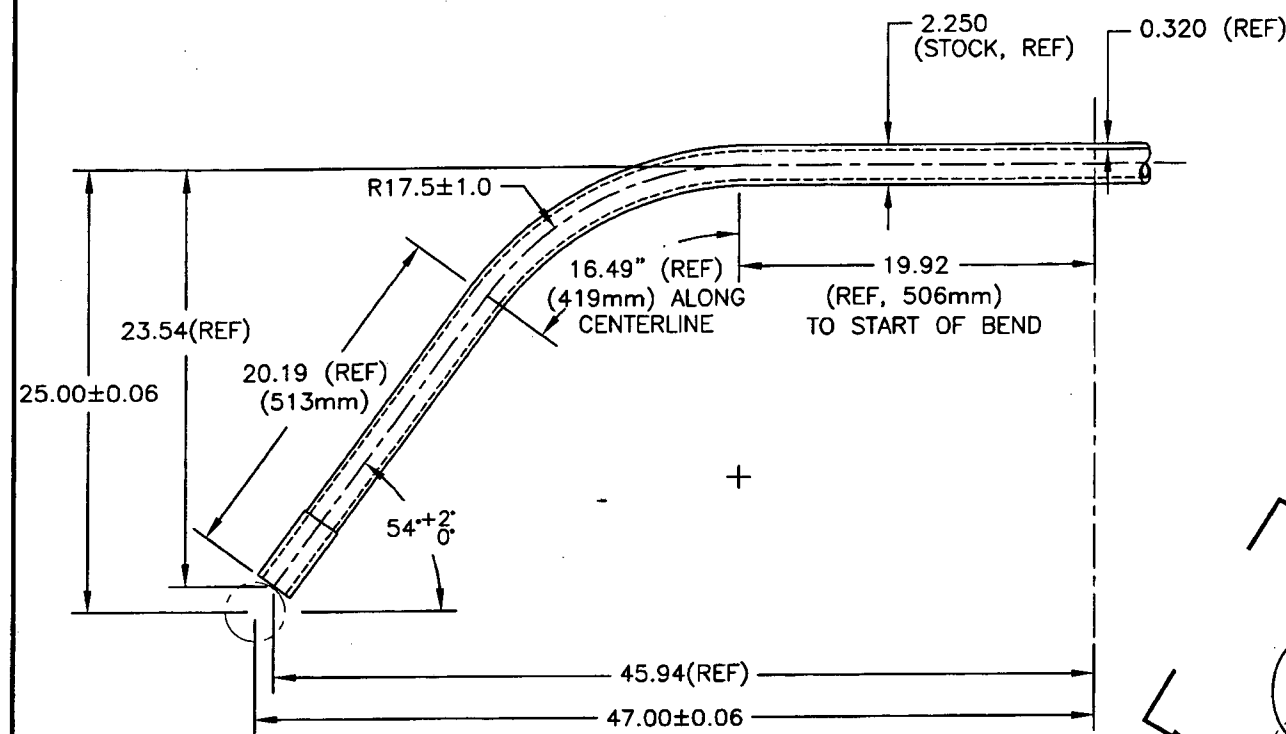 2.250
(STOCK, REF)
0.320 (REF)
R17.5±1.0
16.49" (REF)
(419mm) ALONG
CENTERLINE
19.92
(REF, 506mm)
TO START OF BEND
23.54(REF)
20.19 (REF)
(513mm)
25.00±0.06
54°+2°
0°
45.94(REF)
47.00±0.06